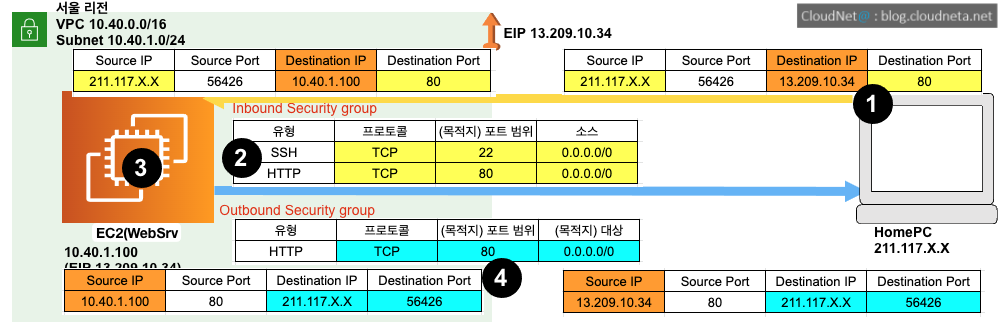 서울 리전
VPC 10.40.0.0/16
Subnet 10.40.1.0/24
CloudNet@ : blog.cloudneta.net
EIP 13.209.10.34
Source IP Source Port Destination IP Destination Port
211.117.X.X 56426 10.40.1.100 80
Source IP Source Port Destination IP Destination Port
211.117.X.X 56426 13.209.10.34 80
1
Inbound Security group
2
유형 프로토콜 (목적지) 포트 범위 소스
SSH TCP 22 0.0.0.0/0
HTTP TCP 80 0.0.0.0/0
3
Outbound Security group
유형 프로토콜 (목적지) 포트 범위 (목적지) 대상
HTTP TCP 80 0.0.0.0/0
EC2(WebSrv
10.40.1.100
(EIP 13.209.10.34)
HomePC
211.117.X.X
4
Source IP Source Port Destination IP Destination Port
10.40.1.100 80 211.117.X.X 56426
Source IP Source Port Destination IP Destination Port
13.209.10.34 80 211.117.X.X 56426